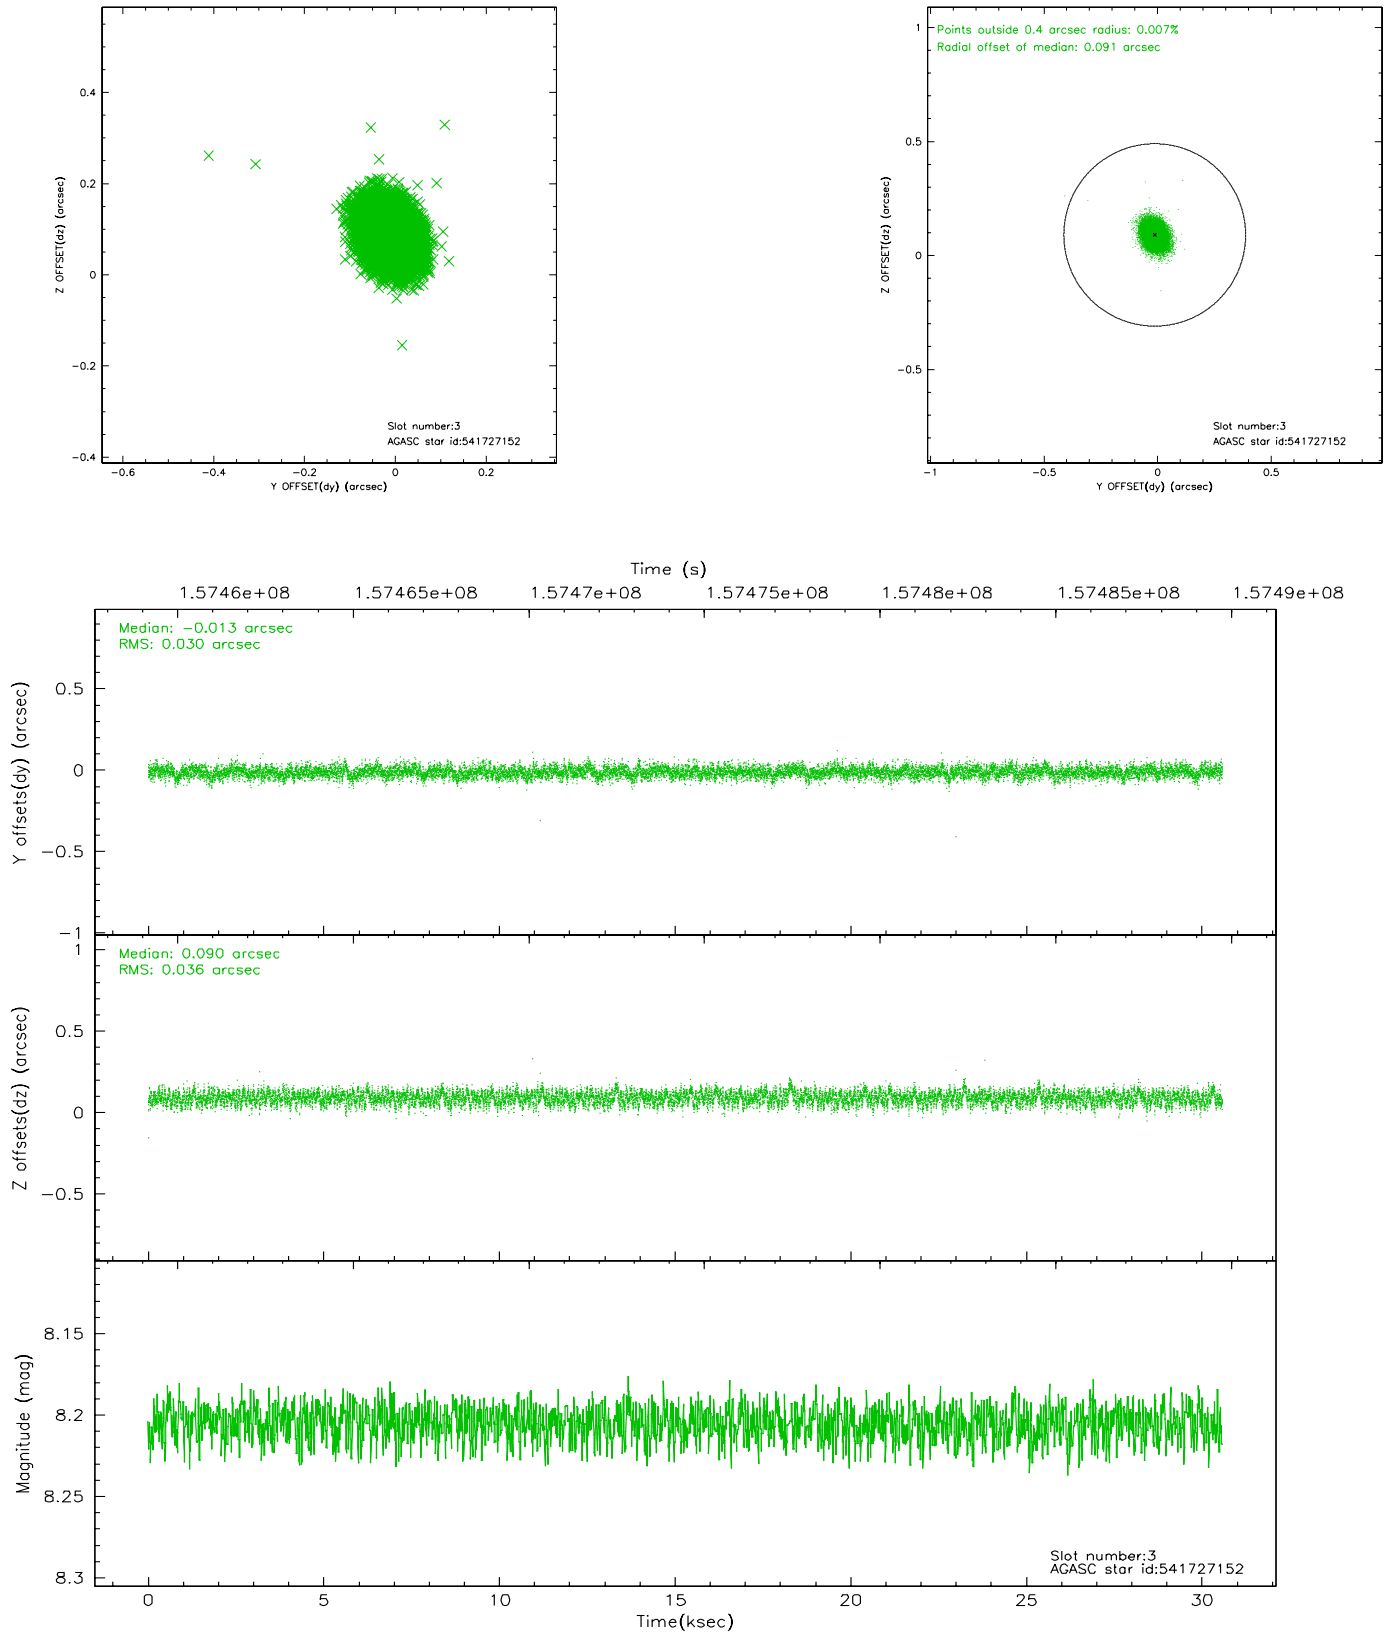 0.4
0.2
0
−0.2
−0.4
Z OFFSET(dz) (arcsec)
Slot number:3
AGASC star id:541727152
−0.6 −0.4 −0.2 0 0.2
Y OFFSET(dy) (arcsec)
Points outside 0.4 arcsec radius: 0.007%
Radial offset of median: 0.091 arcsec
1
0.5
0
−0.5
Z OFFSET(dz) (arcsec)
Slot number:3
AGASC star id:541727152
−1 −0.5 0 0.5
Y OFFSET(dy) (arcsec)
Time (s)
1.5746e+08 1.57465e+08 1.5747e+08 1.57475e+08 1.5748e+08 1.57485e+08 1.5749e+08
Median: −0.013 arcsec
RMS: 0.030 arcsec
0.5
0
−0.5
−1
Y offsets(dy) (arcsec)
Median: 0.090 arcsec
RMS: 0.036 arcsec
1
0.5
0
−0.5
Z offsets(dz) (arcsec)
8.15
8.2
8.25
8.3
Magnitude (mag)
Slot number:3
AGASC star id:541727152
0 5 10 15 20 25 30
Time(ksec)